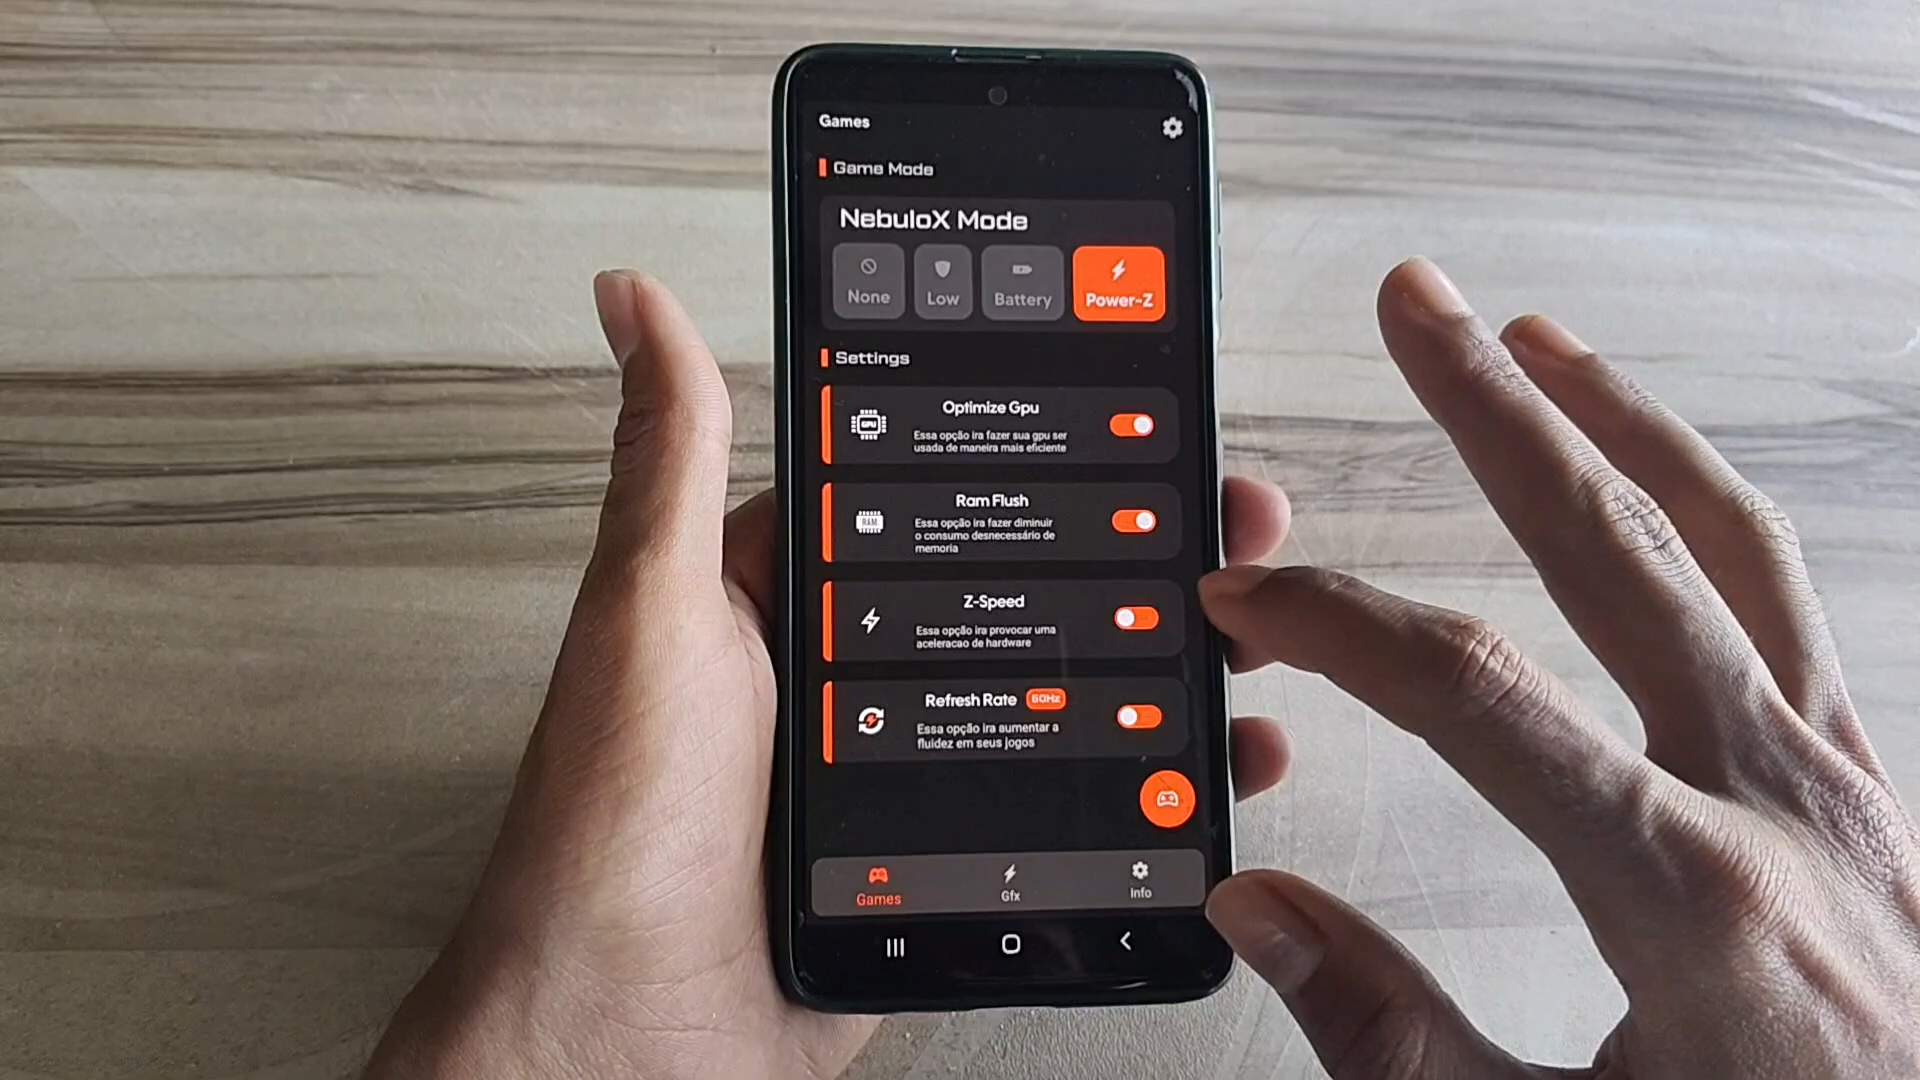 Games
Game Mode
NebuloX Mode
None
Low
Battery
Power-Z
Settings
GPU
Optimize Gpu
Essa opção ira fazer sua gpu ser
usada de maneira mais eficiente
RAM
Ram Flush
Essa opção ira fazer diminuir
o consumo desnecessário de
memoria
Z-Speed
Essa opção ira provocar uma
aceleracao de hardware
Refresh Rate 60Hz
Essa opção ira aumentar a
fluidez em seus jogos
Games
Gfx
Info